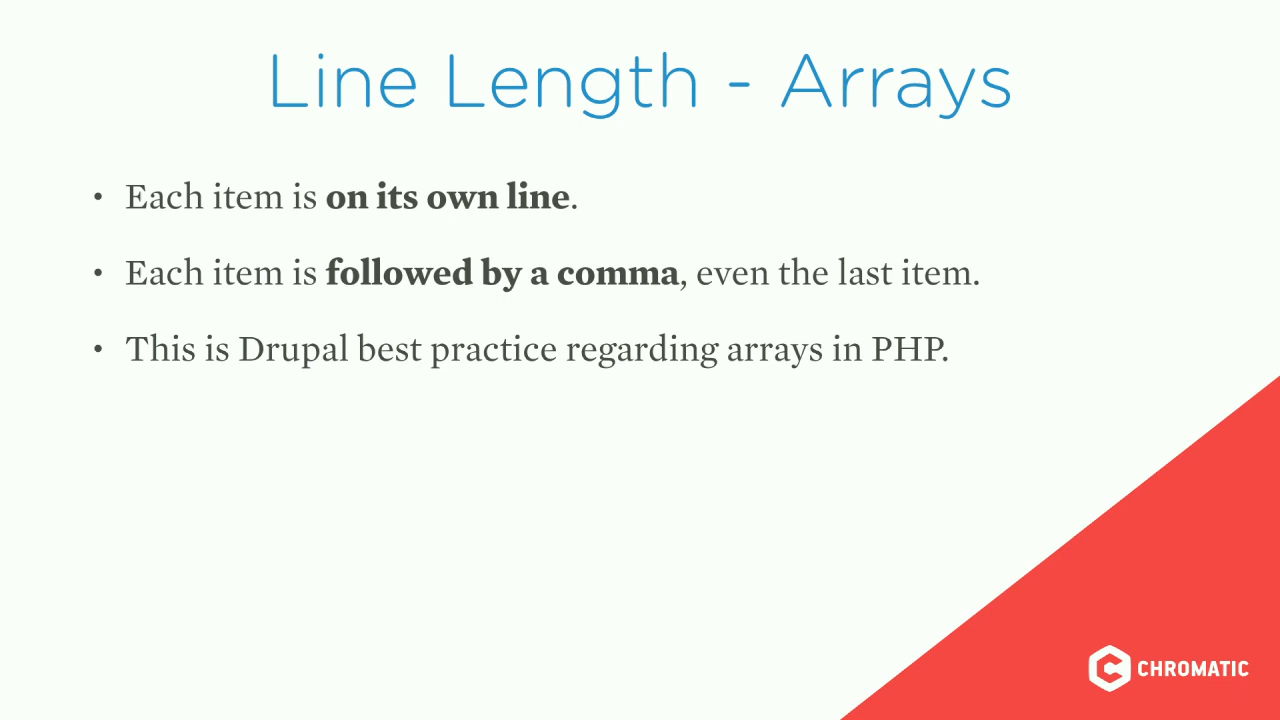 Line Length - Arrays
• Each item is on its own line.
• Each item is followed by a comma, even the last item.
• This is Drupal best practice regarding arrays in PHP.
CHROMATIC